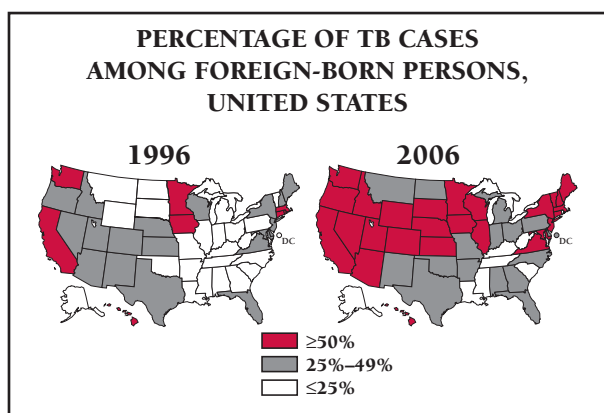 PERCENTAGE OF TB CASES
AMONG FOREIGN-BORN PERSONS,
UNITED STATES
1996
2006
DC
DC
≥50%
25%–49%
≤25%